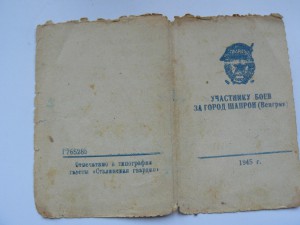 УЧАСТНИКУ БОЕВ
ЗА ГОРОД ШАПРОН (Венгрия)
1945 г.
Отпечатано в типографии
газеты «Сталинская гвардия»